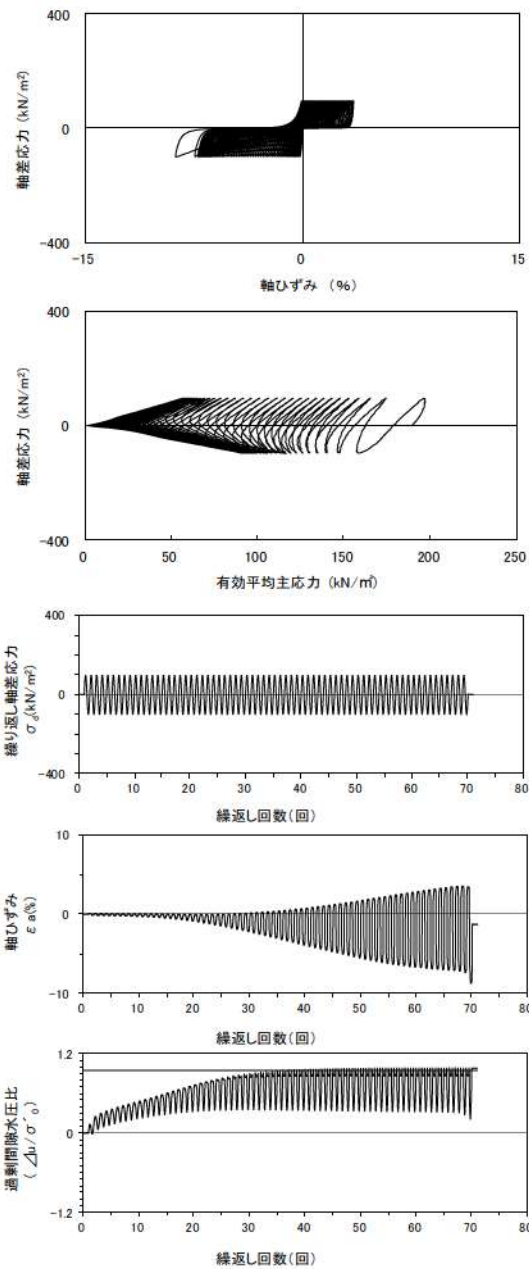 400
0
-400
軸差応力 (kN/m²)
-15
0
15
軸ひずみ (%)
400
0
-400
軸差応力 (kN/m²)
0
50
100
150
200
250
有効平均主応力 (kN/㎡)
400
0
-400
繰り返し軸差応力
σd(kN/m²)
0 10 20 30 40 50 60 70 80
繰返し回数(回)
10
0
-10
軸ひずみ
εa(%)
0 10 20 30 40 50 60 70 80
繰返し回数(回)
1.2
0
-1.2
過剰間隙水圧比
(⊿u/σ´0)
0 10 20 30 40 50 60 70 80
繰返し回数(回)